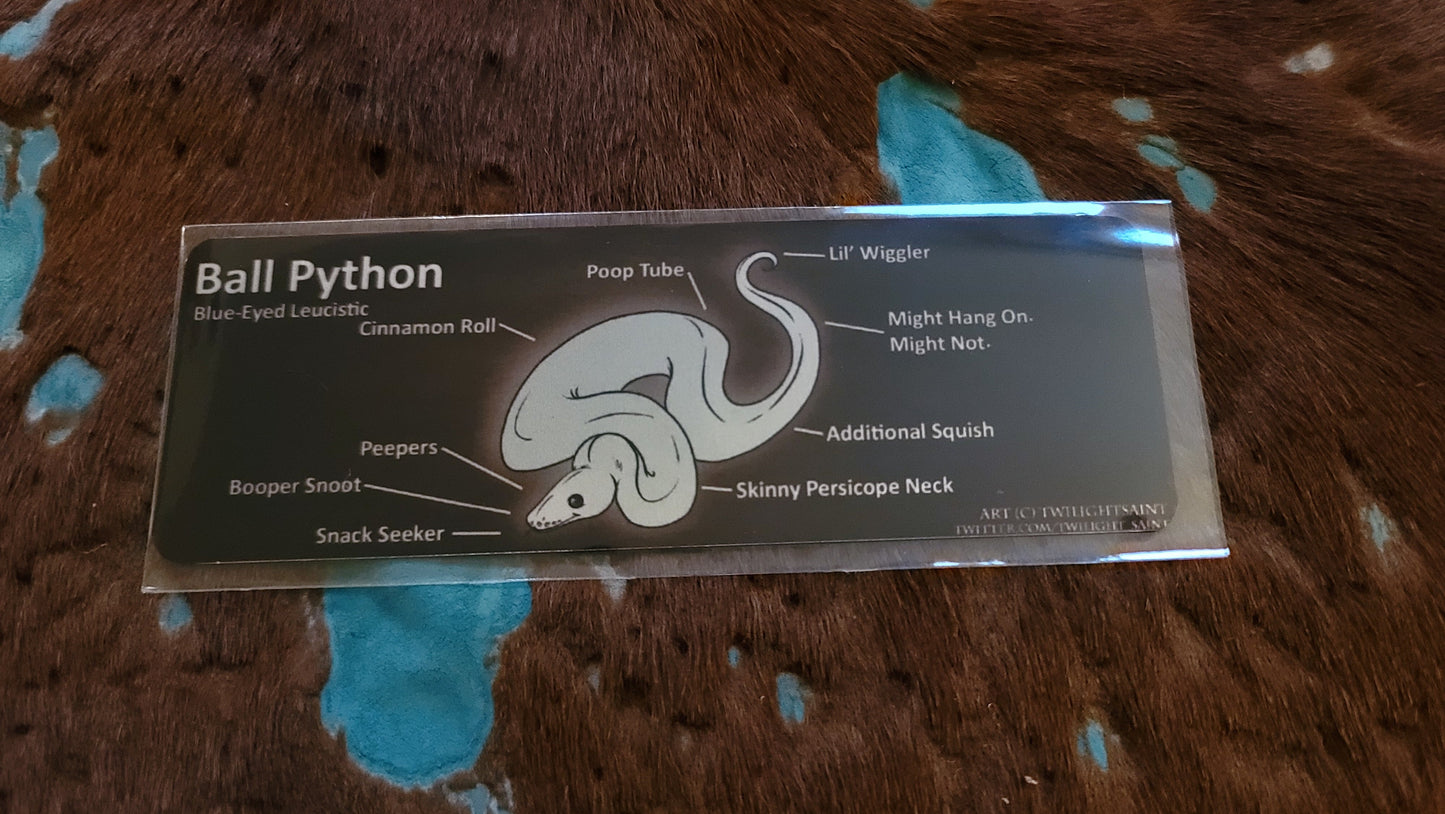 Ball Python
Blue-Eyed Leucistic
Cinnamon Roll
Poop Tube
Lil' Wiggler
Might Hang On.
Might Not.
Additional Squish
Peepers
Booper Snoot
Skinny Persicope Neck
Snack Seeker
ART (C) TWILIGHTSAINT
TWITTER.COM/TWILIGHT_SAINT